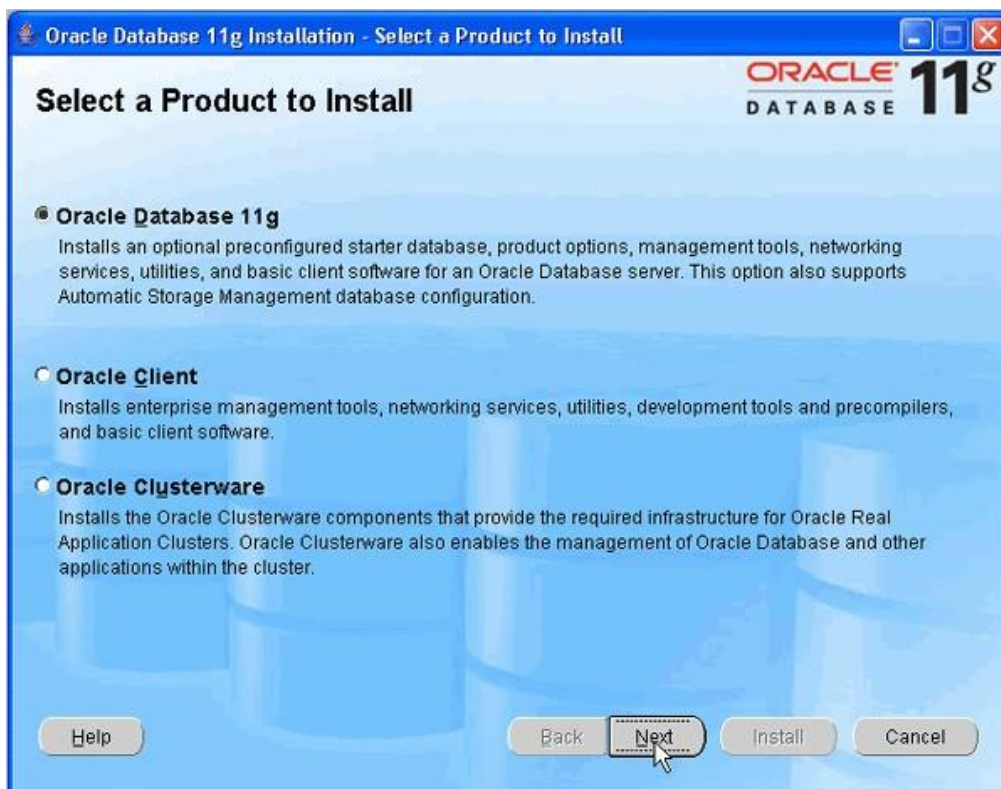 Oracle Database 11g Installation - Select a Product to Install
Select a Product to Install
ORACLE' 11g
DATABASE
Oracle Database 11g
Installs an optional preconfigured starter database, product options, management tools, networking
services, utilities, and basic client software for an Oracle Database server. This option also supports
Automatic Storage Management database configuration.
Oracle Client
Installs enterprise management tools, networking services, utilities, development tools and precompilers,
and basic client software.
Oracle Clusterware
Installs the Oracle Clusterware components that provide the required infrastructure for Oracle Real
Application Clusters. Oracle Clusterware also enables the management of Oracle Database and other
applications within the cluster.
Help Back Next Install Cancel